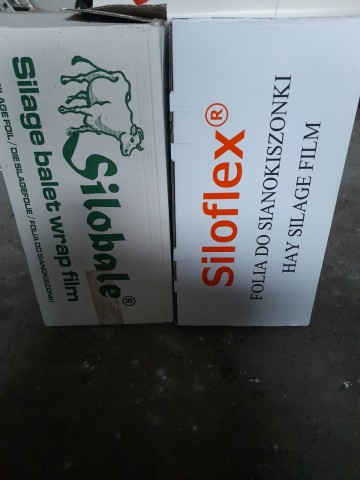 Silobale®
Silage balet wrap film
SILAGE FOIL / DIE SILAGEFOLIE / FOLIA DO SIANOKISZONKI
Siloflex®
FOLIA DO SIANOKISZONKI
HAY SILAGE FILM